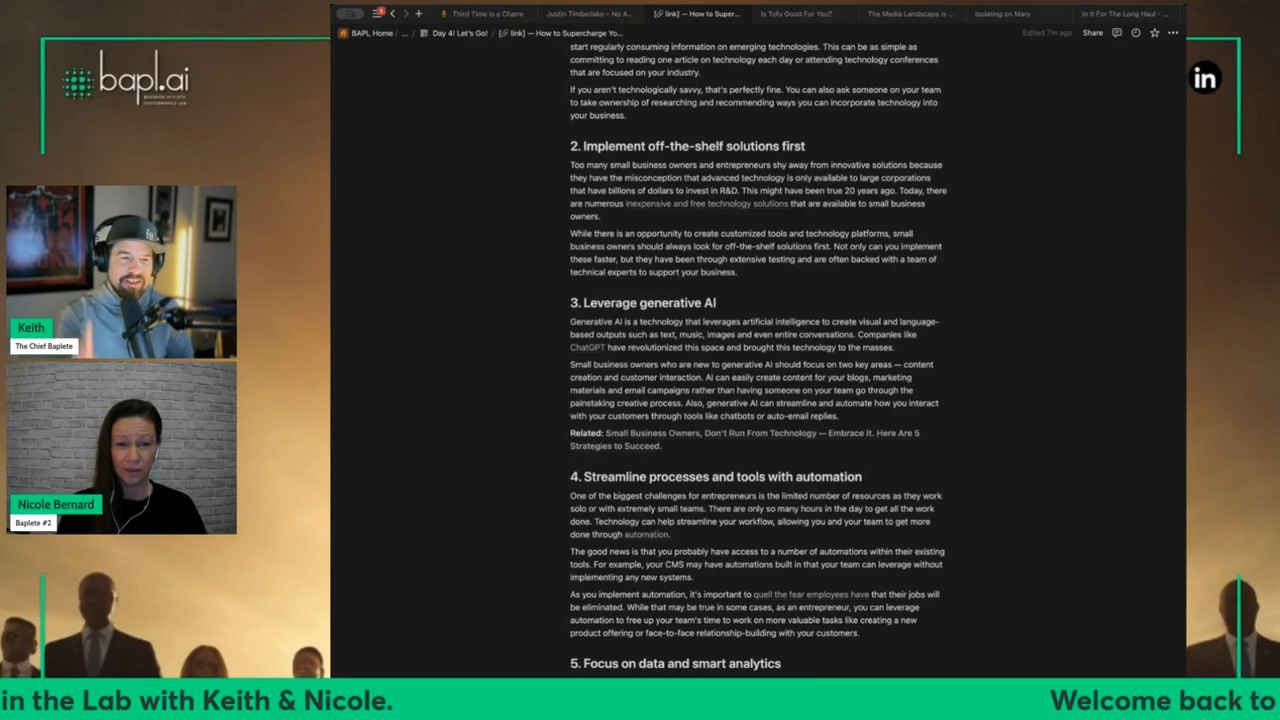 Third Time is a Charm
Justin Timberlake – No A...
[🔗 link] — How to Super...
Is Tofu Good For You?
The Media Landscape is ...
Isolating on Mars
In It For The Long Haul - ...
BAPL Home / ... / Day 4! Let's Go! / [🔗 link] — How to Supercharge Yo...
Edited 7m ago
Share
bapl.ai
BUSINESS ATHLETE
PERFORMANCE LAB
in
start regularly consuming information on emerging technologies. This can be as simple as
committing to reading one article on technology each day or attending technology conferences
that are focused on your industry.
If you aren't technologically savvy, that's perfectly fine. You can also ask someone on your team
to take ownership of researching and recommending ways you can incorporate technology into
your business.
2. Implement off-the-shelf solutions first
Too many small business owners and entrepreneurs shy away from innovative solutions because
they have the misconception that advanced technology is only available to large corporations
that have billions of dollars to invest in R&D. This might have been true 20 years ago. Today, there
are numerous inexpensive and free technology solutions that are available to small business
owners.
While there is an opportunity to create customized tools and technology platforms, small
business owners should always look for off-the-shelf solutions first. Not only can you implement
these faster, but they have been through extensive testing and are often backed with a team of
technical experts to support your business.
3. Leverage generative AI
Generative AI is a technology that leverages artificial intelligence to create visual and language-
based outputs such as text, music, images and even entire conversations. Companies like
ChatGPT have revolutionized this space and brought this technology to the masses.
Small business owners who are new to generative AI should focus on two key areas — content
creation and customer interaction. AI can easily create content for your blogs, marketing
materials and email campaigns rather than having someone on your team go through the
painstaking creative process. Also, generative AI can streamline and automate how you interact
with your customers through tools like chatbots or auto-email replies.
Related: Small Business Owners, Don't Run From Technology — Embrace It. Here Are 5
Strategies to Succeed.
4. Streamline processes and tools with automation
One of the biggest challenges for entrepreneurs is the limited number of resources as they work
solo or with extremely small teams. There are only so many hours in the day to get all the work
done. Technology can help streamline your workflow, allowing you and your team to get more
done through automation.
The good news is that you probably have access to a number of automations within their existing
tools. For example, your CMS may have automations built in that your team can leverage without
implementing any new systems.
As you implement automation, it's important to quell the fear employees have that their jobs will
be eliminated. While that may be true in some cases, as an entrepreneur, you can leverage
automation to free up your team's time to work on more valuable tasks like creating a new
product offering or face-to-face relationship-building with your customers.
5. Focus on data and smart analytics
Keith
The Chief Baplete
Nicole Bernard
Baplete #2
in the Lab with Keith & Nicole.
Welcome back to